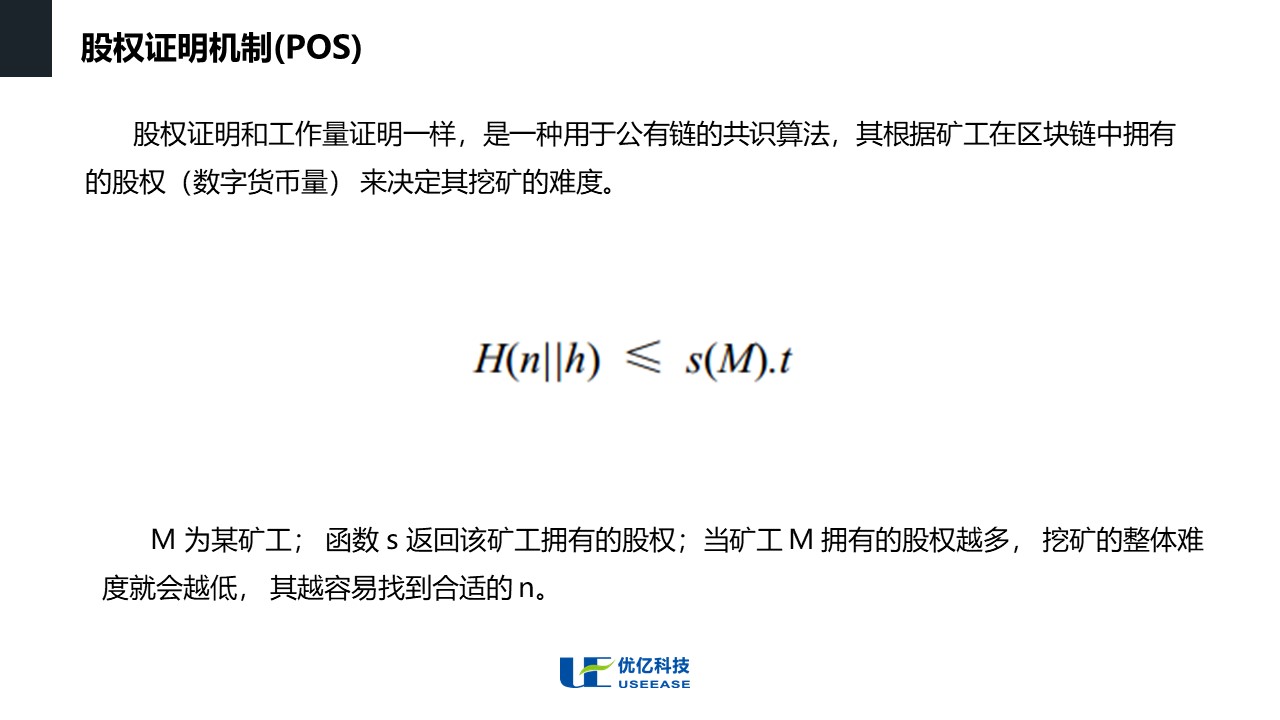 股权证明机制(POS)
股权证明和工作量证明一样，是一种用于公有链的共识算法，其根据矿工在区块链中拥有
的股权（数字货币量） 来决定其挖矿的难度。
H(n||h) ⩽ s(M).t
M 为某矿工； 函数 s 返回该矿工拥有的股权；当矿工 M 拥有的股权越多， 挖矿的整体难
度就会越低， 其越容易找到合适的 n。
UE 优亿科技
USEEASE